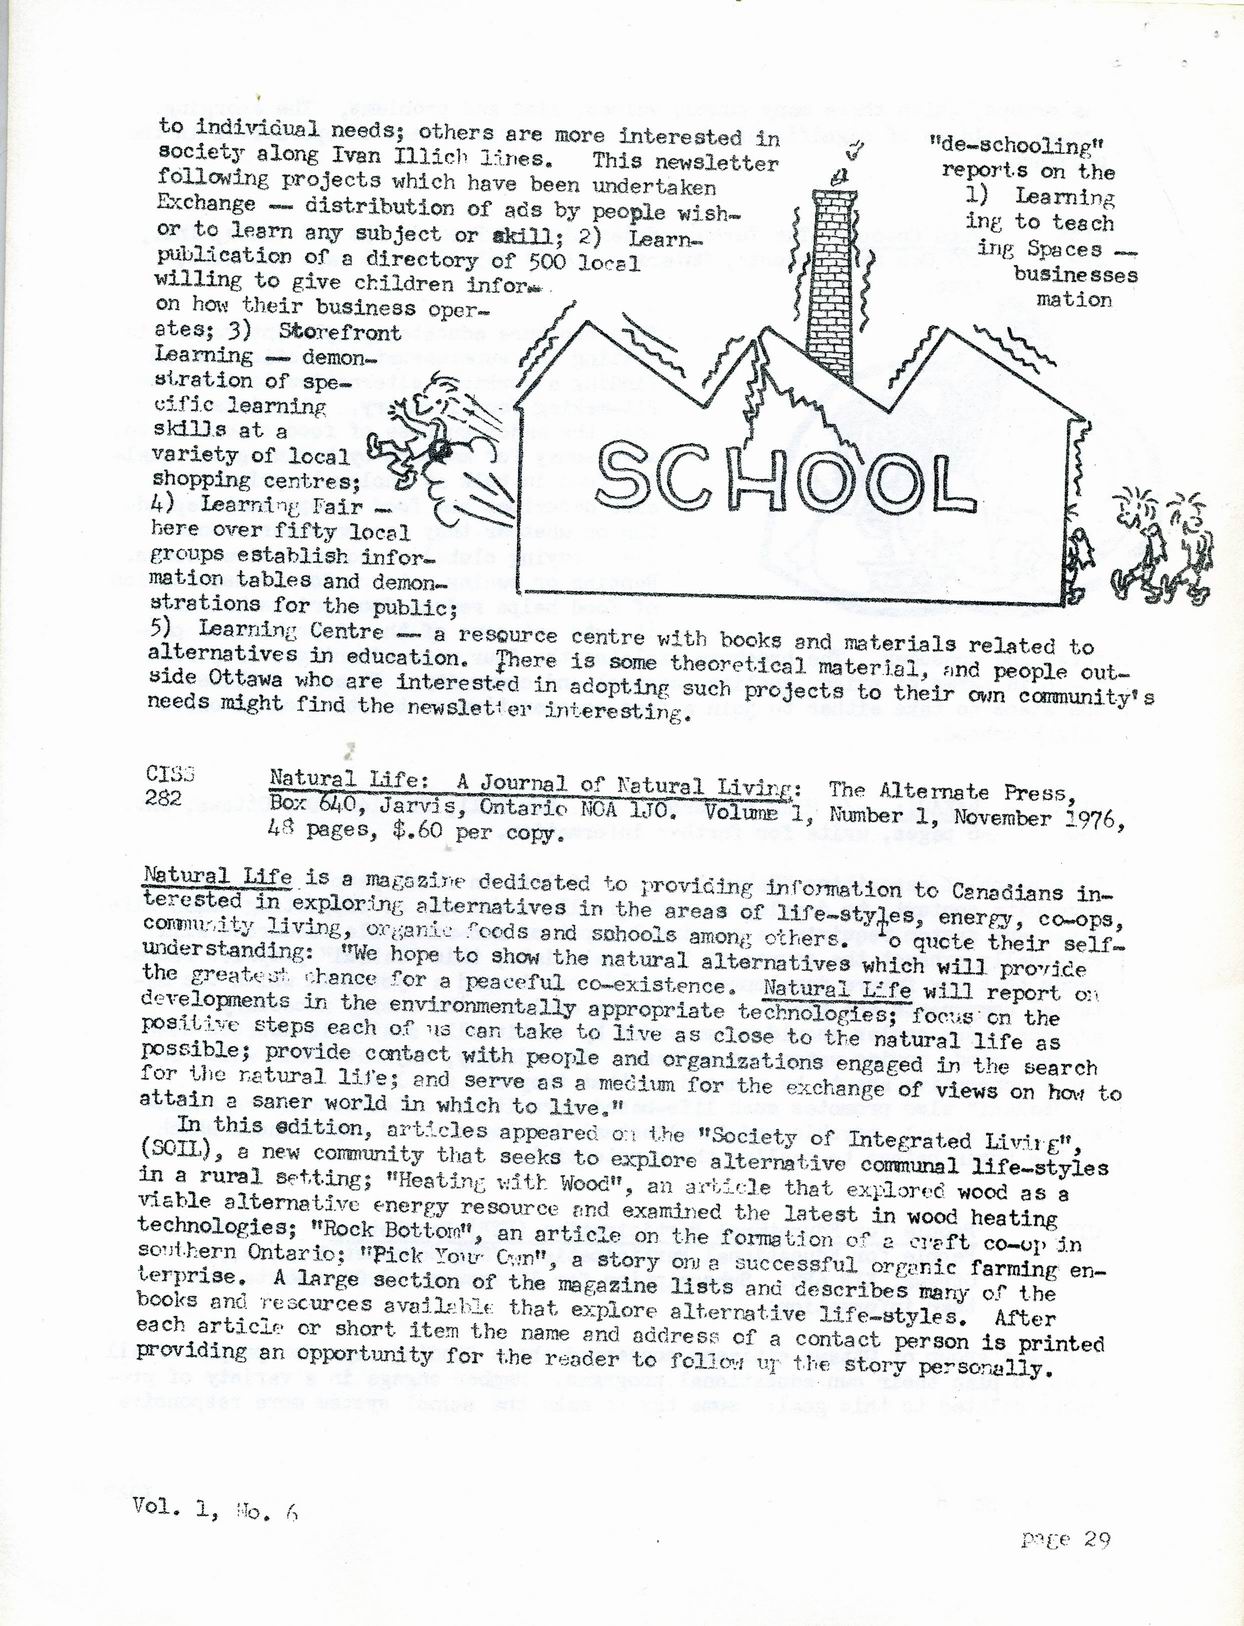 to individual needs; others are more interested in "de-schooling"
society along Ivan Illich lines. This newsletter reports on the
following projects which have been undertaken 1) Learning
Exchange — distribution of ads by people wish- ing to teach
or to learn any subject or skill; 2) Learn- ing Spaces —
publication of a directory of 500 local businesses
willing to give children infor- mation
on how their business oper-
ates; 3) Storefront
Learning — demon-
stration of spe-
cific learning
skills at a
variety of local
shopping centres;
4) Learning Fair —
here over fifty local
groups establish infor-
mation tables and demon-
strations for the public;
SCHOOL
5) Learning Centre — a resource centre with books and materials related to
alternatives in education. There is some theoretical material, and people out-
side Ottawa who are interested in adopting such projects to their own community's
needs might find the newsletter interesting.
CISS Natural Life: A Journal of Natural Living: The Alternate Press,
282 Box 640, Jarvis, Ontario NOA 1JO. Volume 1, Number 1, November 1976,
48 pages, $.60 per copy.
Natural Life is a magazine dedicated to providing information to Canadians in-
terested in exploring alternatives in the areas of life-styles, energy, co-ops,
community living, organic foods and schools among others. To quote their self-
understanding: "We hope to show the natural alternatives which will provide
the greatest chance for a peaceful co-existence. Natural Life will report on
developments in the environmentally appropriate technologies; focus on the
positive steps each of us can take to live as close to the natural life as
possible; provide contact with people and organizations engaged in the search
for the natural life; and serve as a medium for the exchange of views on how to
attain a saner world in which to live."
In this edition, articles appeared on the "Society of Integrated Living",
(SOIL), a new community that seeks to explore alternative communal life-styles
in a rural setting; "Heating with Wood", an article that explored wood as a
viable alternative energy resource and examined the latest in wood heating
technologies; "Rock Bottom", an article on the formation of a craft co-op in
southern Ontario; "Pick Your Own", a story on a successful organic farming en-
terprise. A large section of the magazine lists and describes many of the
books and resources available that explore alternative life-styles. After
each article or short item the name and address of a contact person is printed
providing an opportunity for the reader to follow up the story personally.
Vol. 1, No. 6
page 29